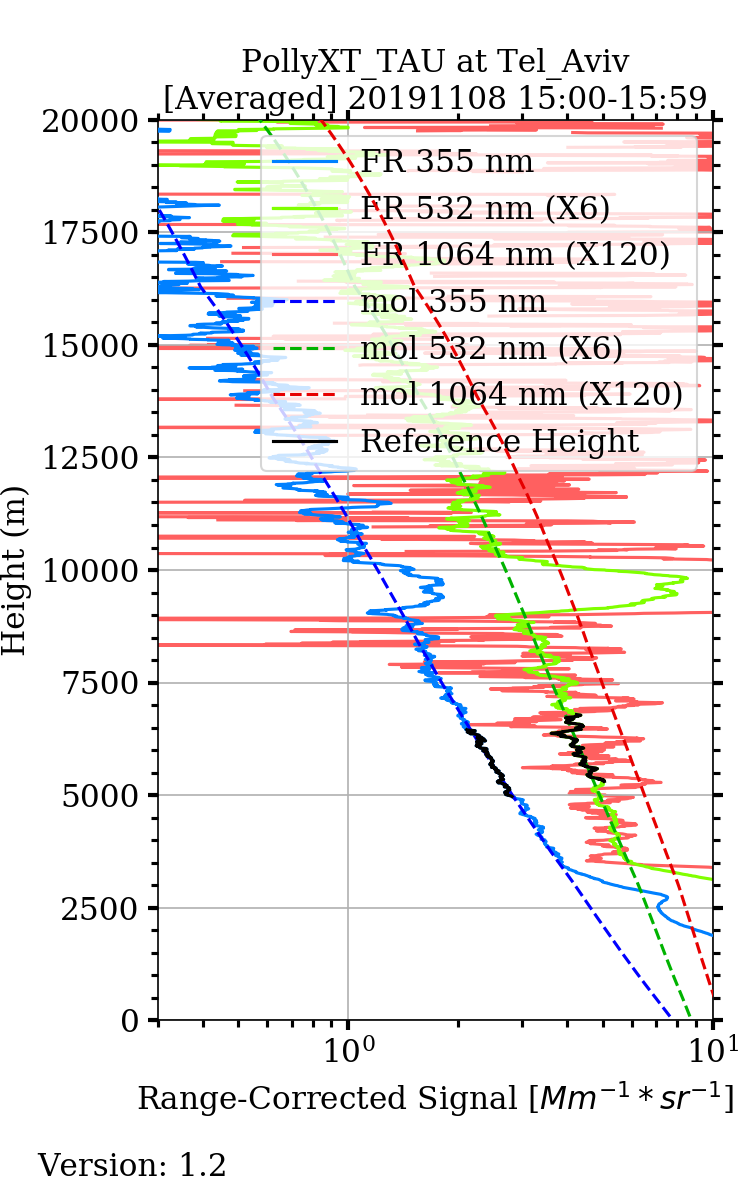 PollyXT_TAU at Tel_Aviv
[Averaged] 20191108 15:00-15:59
20000
17500
15000
12500
10000
7500
5000
2500
0
Height (m)
FR 355 nm
FR 532 nm (X6)
FR 1064 nm (X120)
mol 355 nm
mol 532 nm (X6)
mol 1064 nm (X120)
Reference Height
10⁰ 10¹
Range-Corrected Signal [Mm⁻¹ * sr⁻¹]
Version: 1.2